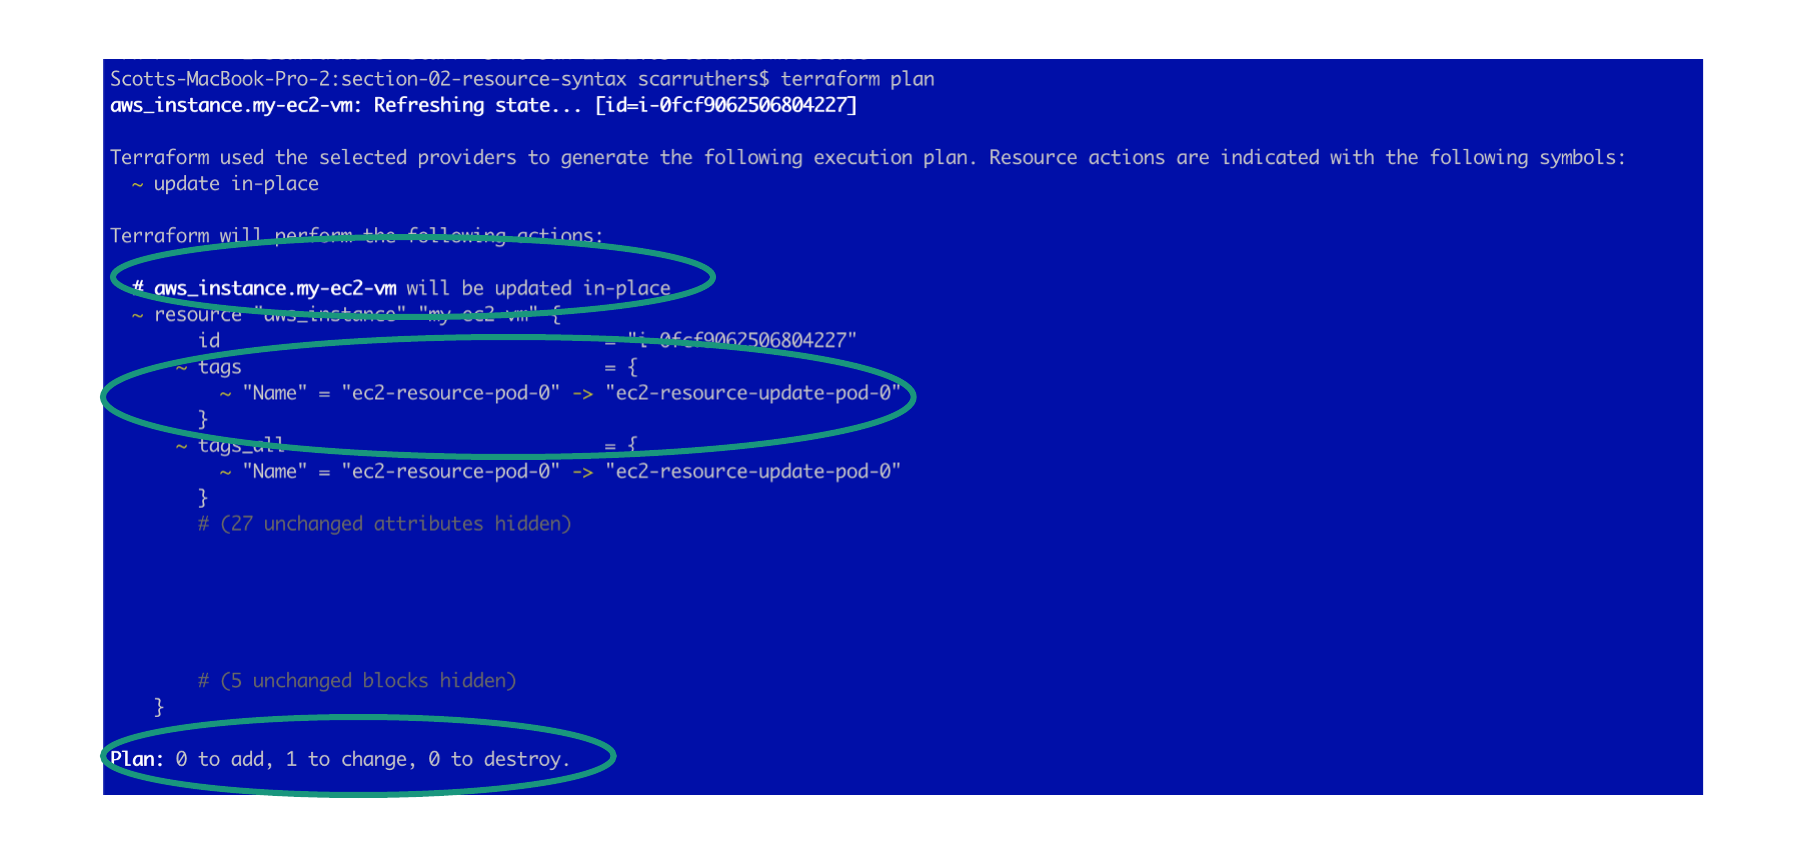 Scotts-MacBook-Pro-2:section-02-resource-syntax scarruthers$ terraform plan
aws_instance.my-ec2-vm: Refreshing state... [id=i-0fcf9062506804227]
Terraform used the selected providers to generate the following execution plan. Resource actions are indicated with the following symbols:
~ update in-place
Terraform will perform the following actions:
# aws_instance.my-ec2-vm will be updated in-place
~ resource "aws_instance" "my-ec2-vm" {
id = "i-0fcf9062506804227"
~ tags = {
~ "Name" = "ec2-resource-pod-0" -> "ec2-resource-update-pod-0"
}
~ tags_all = {
~ "Name" = "ec2-resource-pod-0" -> "ec2-resource-update-pod-0"
}
# (27 unchanged attributes hidden)
# (5 unchanged blocks hidden)
}
Plan: 0 to add, 1 to change, 0 to destroy.